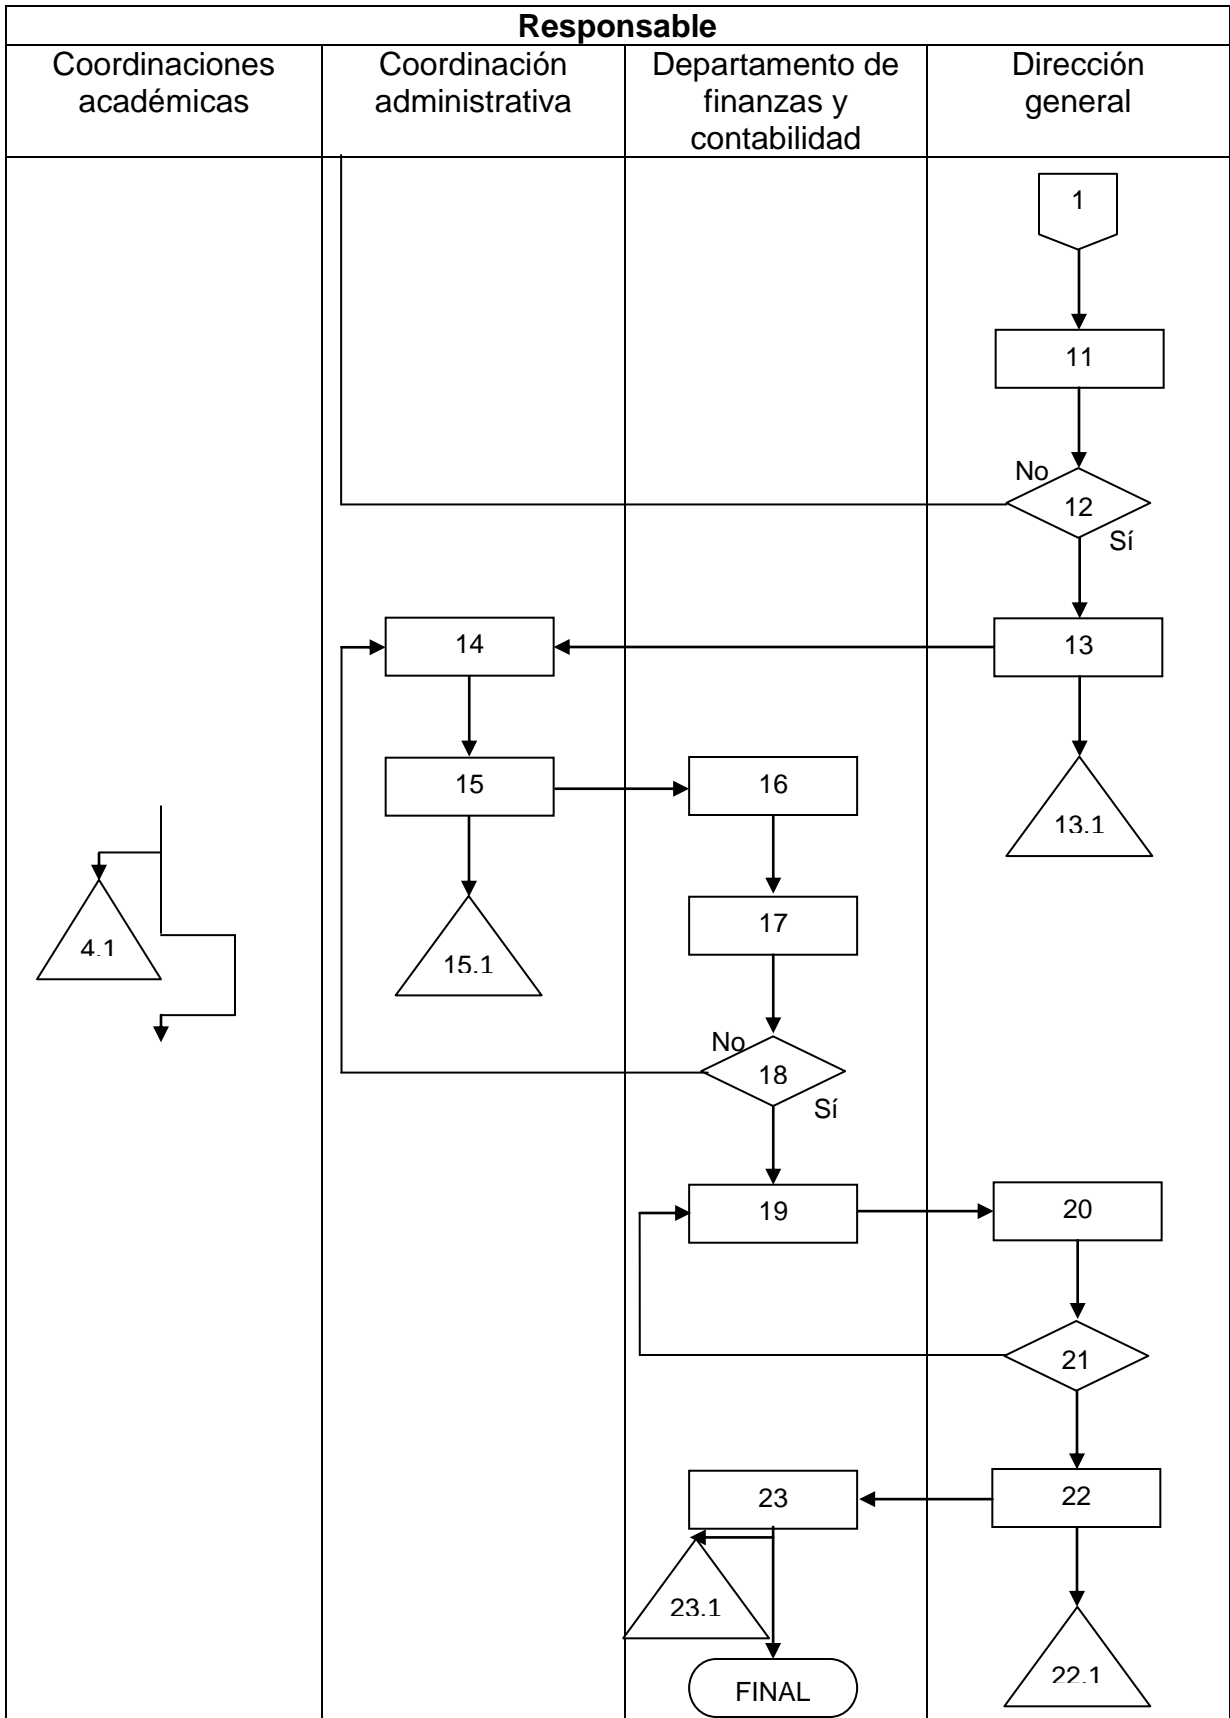 Responsable
Coordinaciones
académicas
Coordinación
administrativa
Departamento de
finanzas y
contabilidad
Dirección
general
1
11
No
12
Sí
14
13
15
16
13.1
4.1
15.1
17
No
18
Sí
19
20
21
23
22
23.1
22.1
FINAL